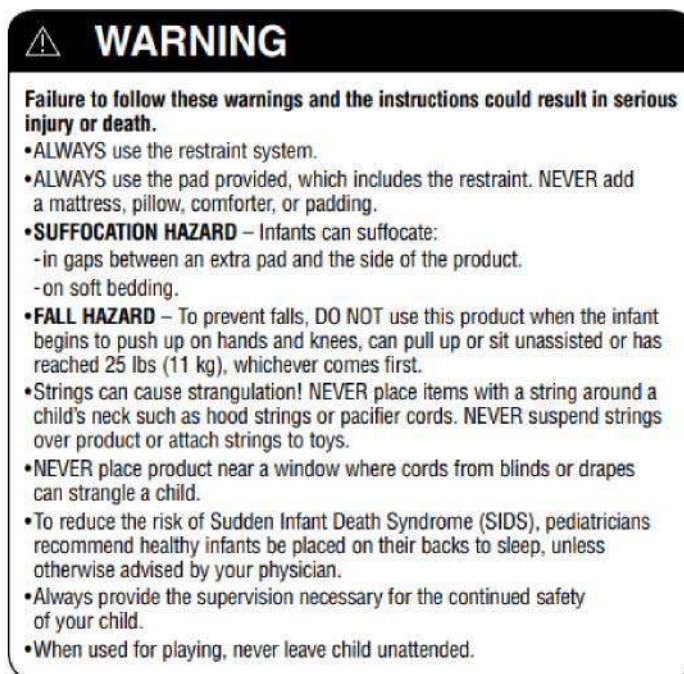 ⚠ WARNING
Failure to follow these warnings and the instructions could result in serious
injury or death.
•ALWAYS use the restraint system.
•ALWAYS use the pad provided, which includes the restraint. NEVER add
a mattress, pillow, comforter, or padding.
•SUFFOCATION HAZARD – Infants can suffocate:
-in gaps between an extra pad and the side of the product.
-on soft bedding.
•FALL HAZARD – To prevent falls, DO NOT use this product when the infant
begins to push up on hands and knees, can pull up or sit unassisted or has
reached 25 lbs (11 kg), whichever comes first.
•Strings can cause strangulation! NEVER place items with a string around a
child's neck such as hood strings or pacifier cords. NEVER suspend strings
over product or attach strings to toys.
•NEVER place product near a window where cords from blinds or drapes
can strangle a child.
•To reduce the risk of Sudden Infant Death Syndrome (SIDS), pediatricians
recommend healthy infants be placed on their backs to sleep, unless
otherwise advised by your physician.
•Always provide the supervision necessary for the continued safety
of your child.
•When used for playing, never leave child unattended.